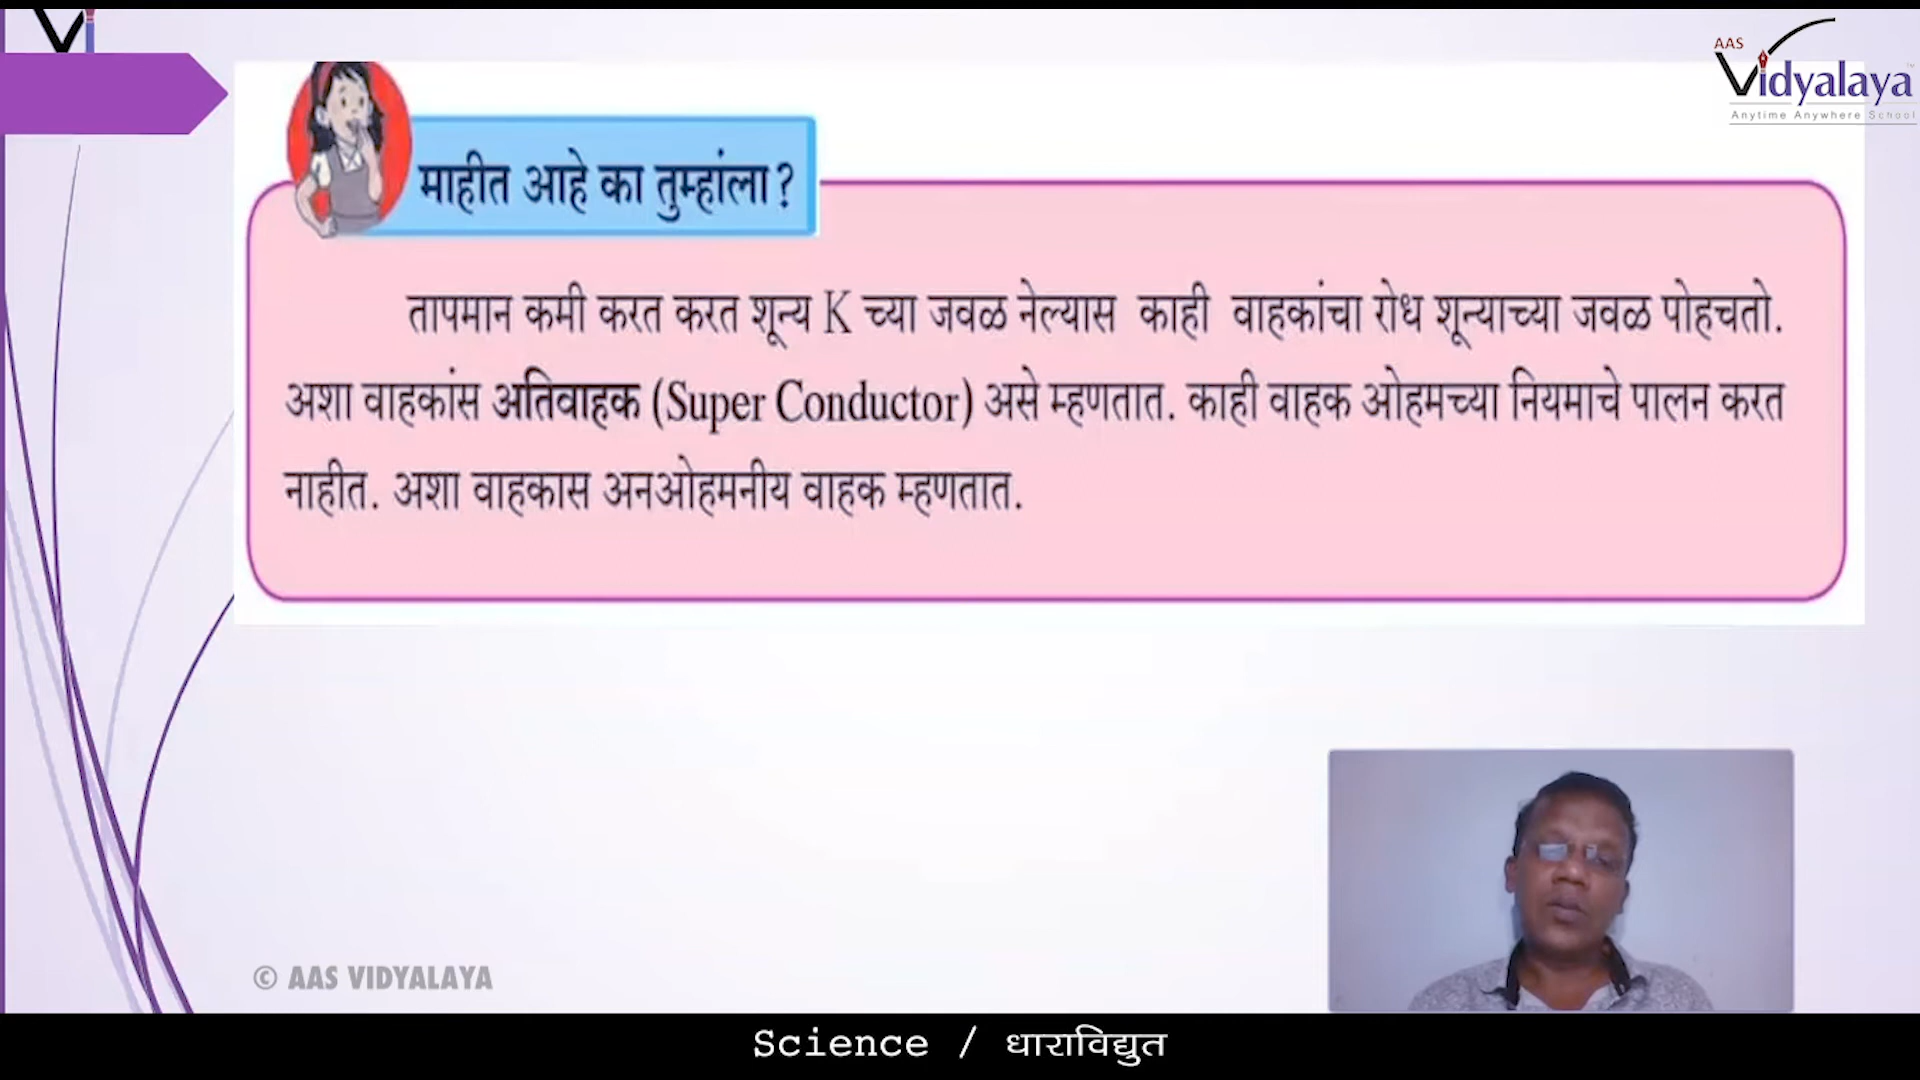 Vi
AAS
Vidyalaya
Anytime Anywhere School
माहीत आहे का तुम्हांला?
तापमान कमी करत करत शून्य K च्या जवळ नेल्यास काही वाहकांचा रोध शून्याच्या जवळ पोहचतो.
अशा वाहकांस अतिवाहक (Super Conductor) असे म्हणतात. काही वाहक ओहमच्या नियमाचे पालन करत
नाहीत. अशा वाहकास अनओहमनीय वाहक म्हणतात.
© AAS VIDYALAYA
Science / धाराविद्युत